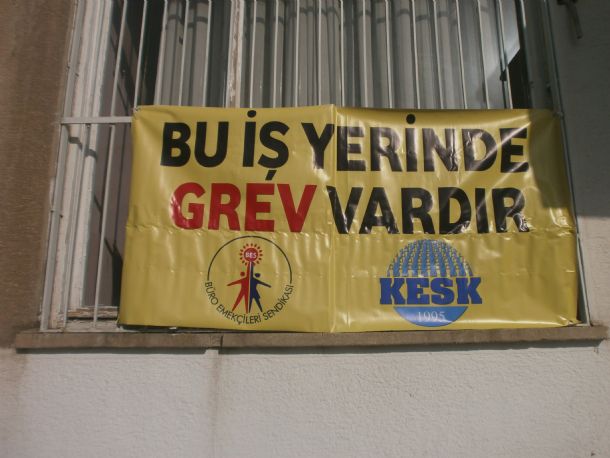 BU İŞ YERİNDE
GREV VARDIR
BES
BÜRO EMEKÇİLERİ SENDİKASI
KESK
1995